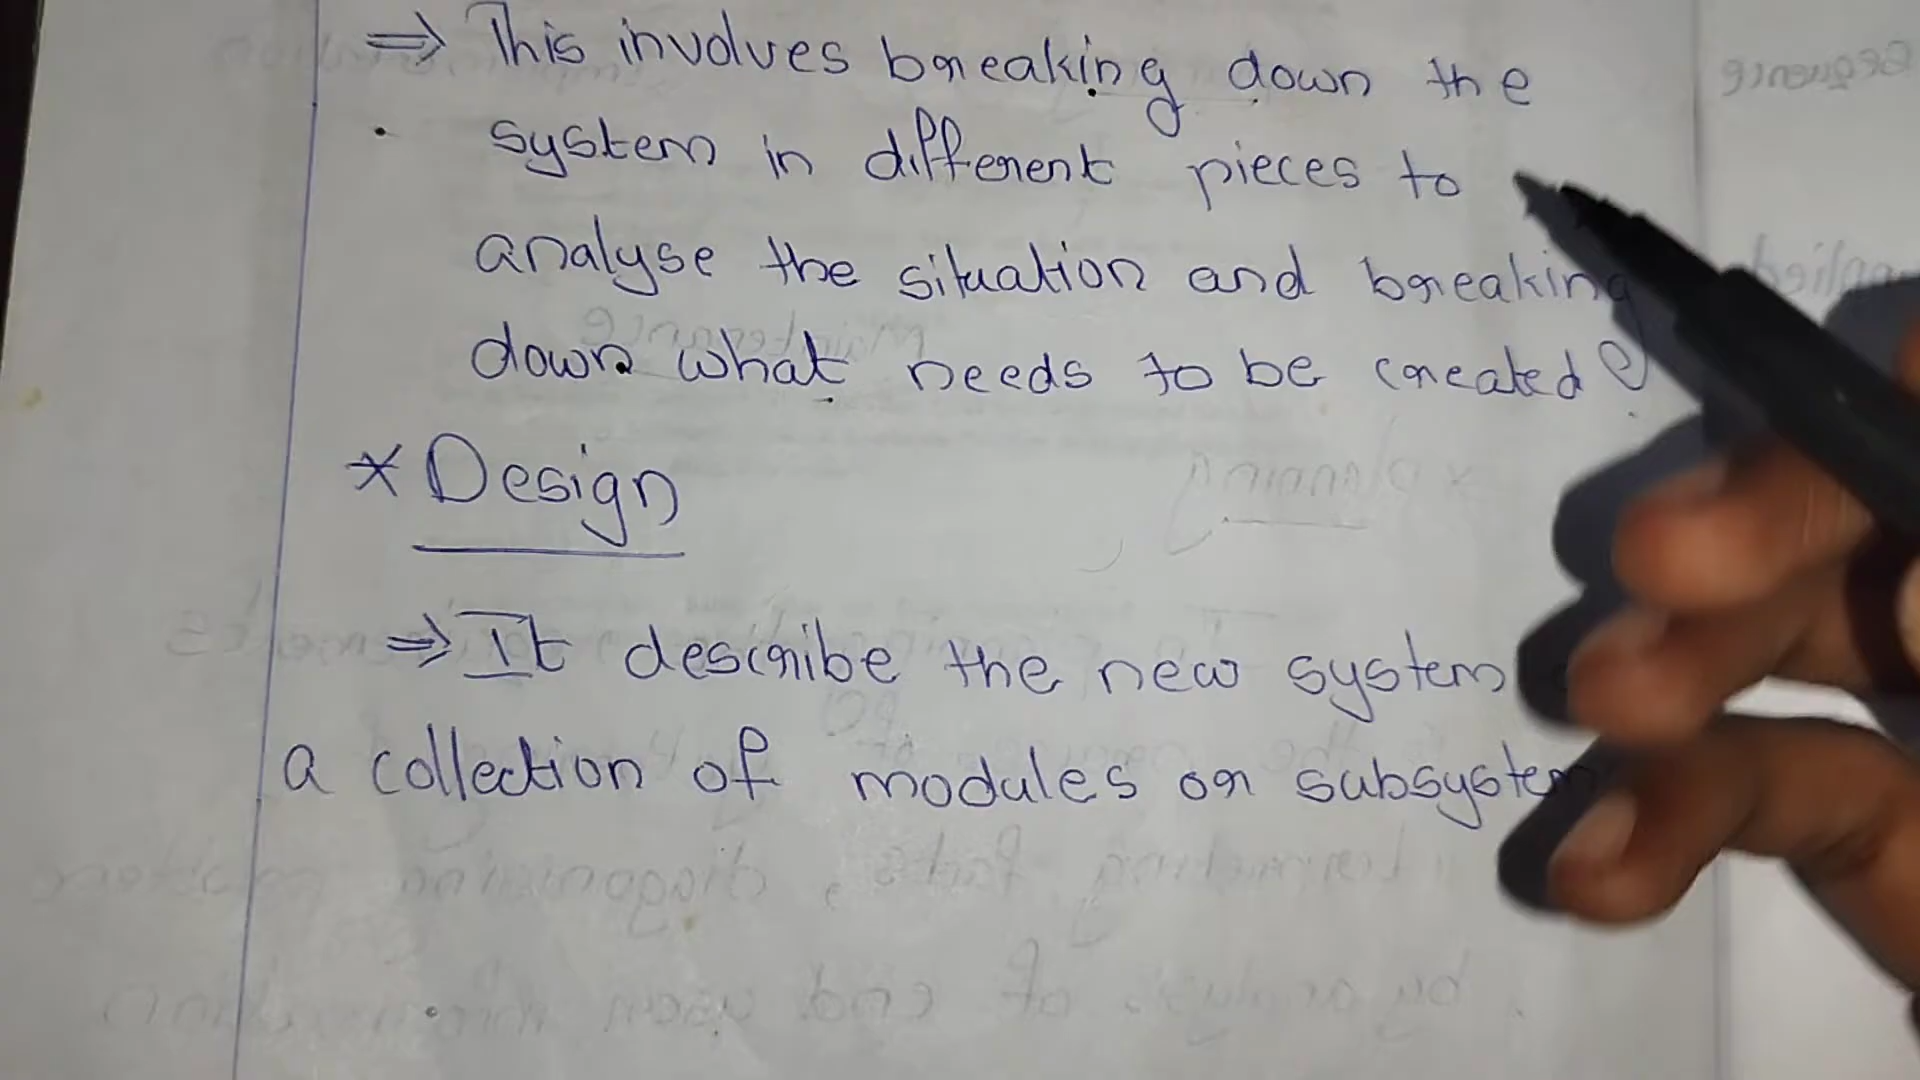 ⇒ This involves breaking down the
system in different pieces to
analyse the situation and breaking
down what needs to be created?
* Design
⇒ It describe the new system
a collection of modules or subsystem